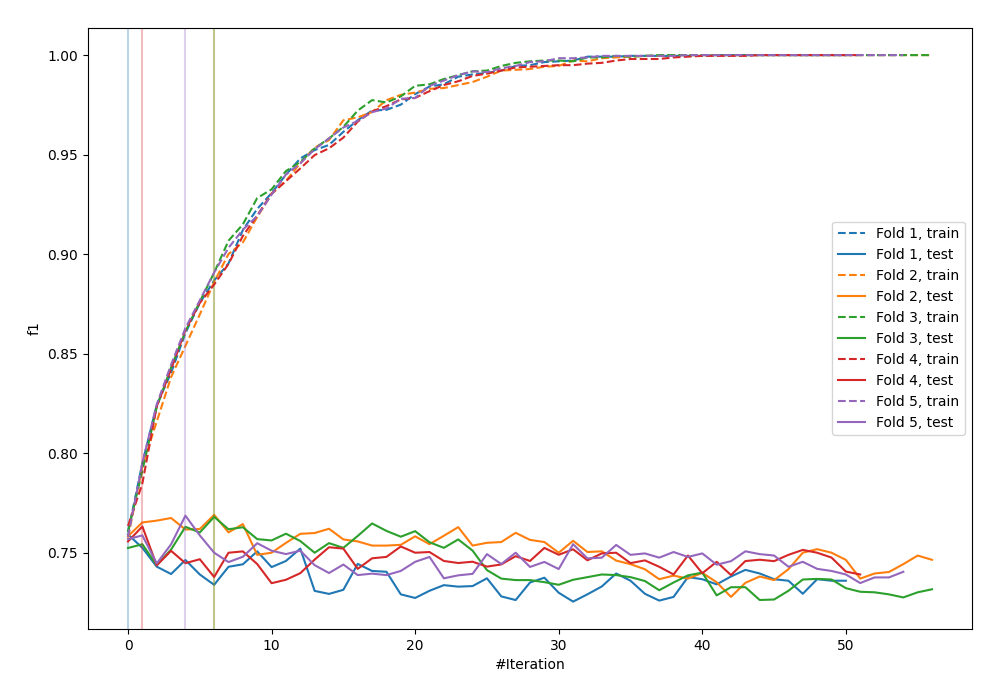 1.00
0.95
0.90
0.85
0.80
0.75
f1
0
10
20
30
40
50
#Iteration
Fold 1, train
Fold 1, test
Fold 2, train
Fold 2, test
Fold 3, train
Fold 3, test
Fold 4, train
Fold 4, test
Fold 5, train
Fold 5, test